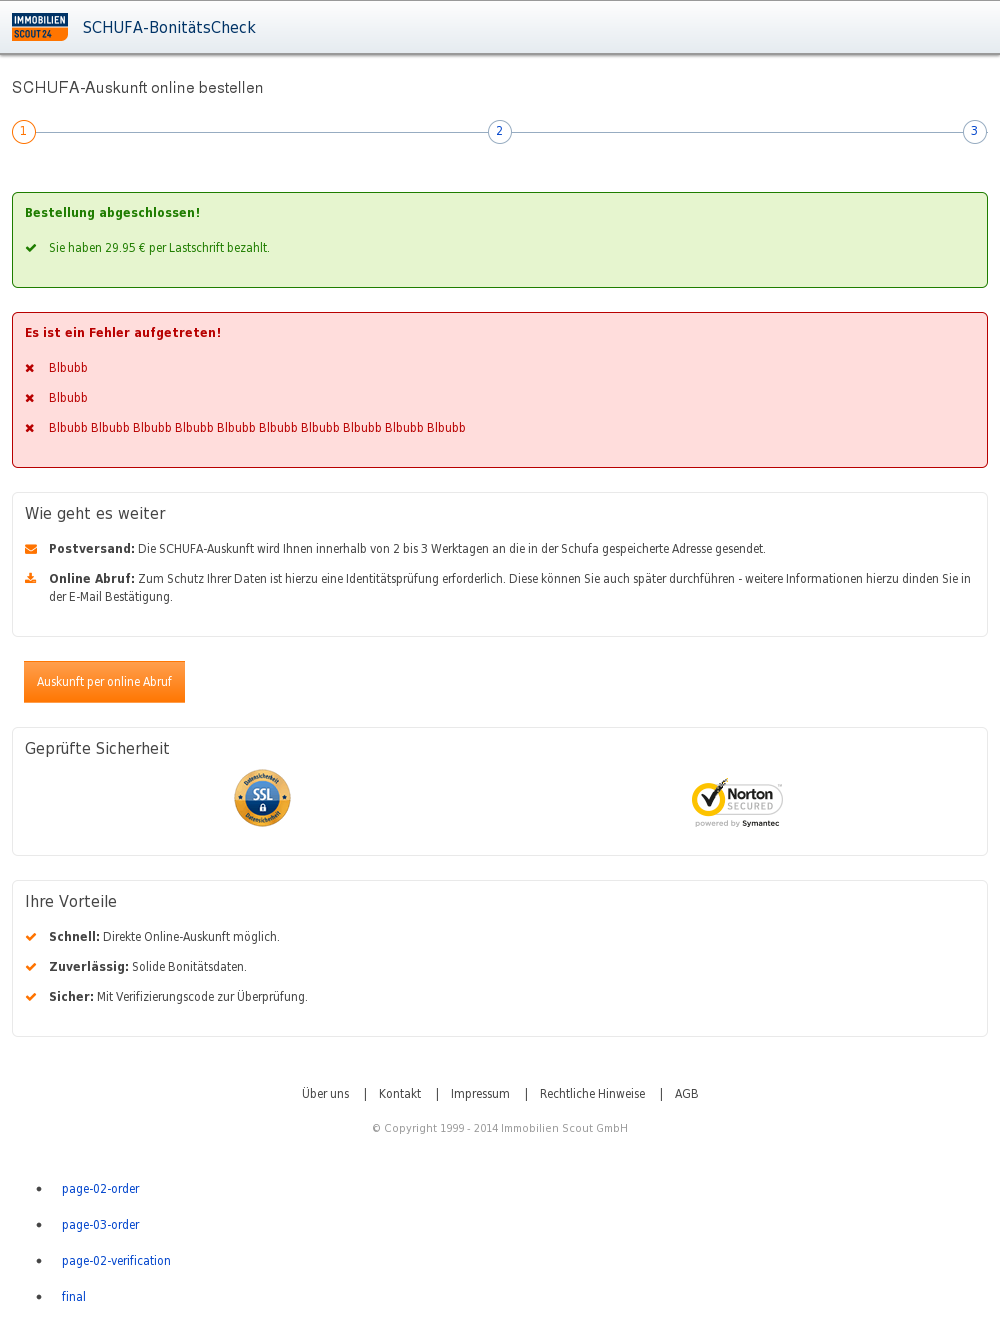 IMMOBILIEN
SCOUT24
SCHUFA-BonitätsCheck
SCHUFA-Auskunft online bestellen
1 2 3
Bestellung abgeschlossen!
Sie haben 29.95 € per Lastschrift bezahlt.
Es ist ein Fehler aufgetreten!
Blbubb
Blbubb
Blbubb Blbubb Blbubb Blbubb Blbubb Blbubb Blbubb Blbubb Blbubb Blbubb
Wie geht es weiter
Postversand: Die SCHUFA-Auskunft wird Ihnen innerhalb von 2 bis 3 Werktagen an die in der Schufa gespeicherte Adresse gesendet.
Online Abruf: Zum Schutz Ihrer Daten ist hierzu eine Identitätsprüfung erforderlich. Diese können Sie auch später durchführen - weitere Informationen hierzu dinden Sie in
der E-Mail Bestätigung.
Auskunft per online Abruf
Geprüfte Sicherheit
Datensicherheit
SSL
Datensicherheit
Norton
SECURED
powered by Symantec
Ihre Vorteile
Schnell: Direkte Online-Auskunft möglich.
Zuverlässig: Solide Bonitätsdaten.
Sicher: Mit Verifizierungscode zur Überprüfung.
Über uns | Kontakt | Impressum | Rechtliche Hinweise | AGB
© Copyright 1999 - 2014 Immobilien Scout GmbH
page-02-order
page-03-order
page-02-verification
final